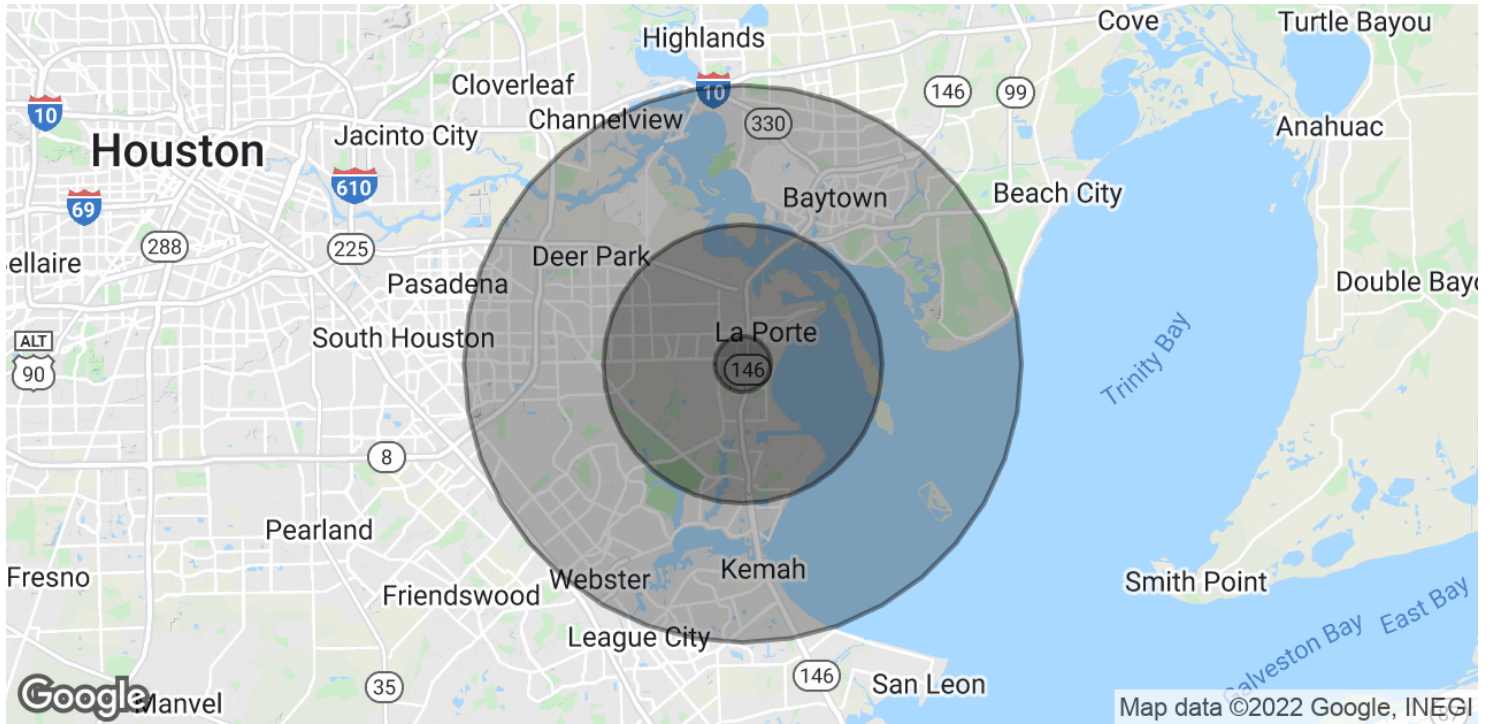 Highlands
Cove
Turtle Bayou
Cloverleaf
10
146
99
10
Channelview
330
Anahuac
Jacinto City
Houston
610
Baytown
Beach City
69
288
225
Deer Park
ellaire
Pasadena
Double Bayo
South Houston
La Porte
ALT
90
146
Trinity Bay
8
Pearland
Fresno
Webster
Kemah
Smith Point
Friendswood
East Bay
League City
Galveston Bay
146
35
San Leon
Google
Manvel
Map data ©2022 Google, INEGI